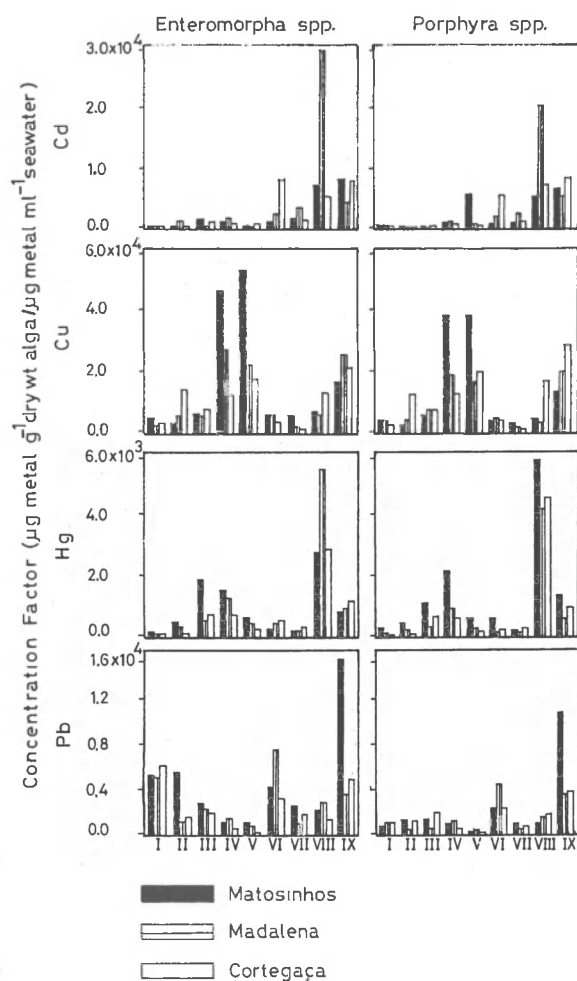 Enteromorpha spp. Porphyra spp.
Concentration Factor (µg metal g⁻¹ dry wt alga/µg metal ml⁻¹ seawater)
Cd
3.0x10⁴
2.0
1.0
0.0
Cu
6.0x10⁴
4.0
2.0
0.0
Hg
6.0x10³
4.0
2.0
0.0
Pb
1.6x10⁴
1.2
0.8
0.4
0.0
I II III IV V VI VII VIII IX I II III IV V VI VII VIII IX
Matosinhos
Madalena
Cortegaça